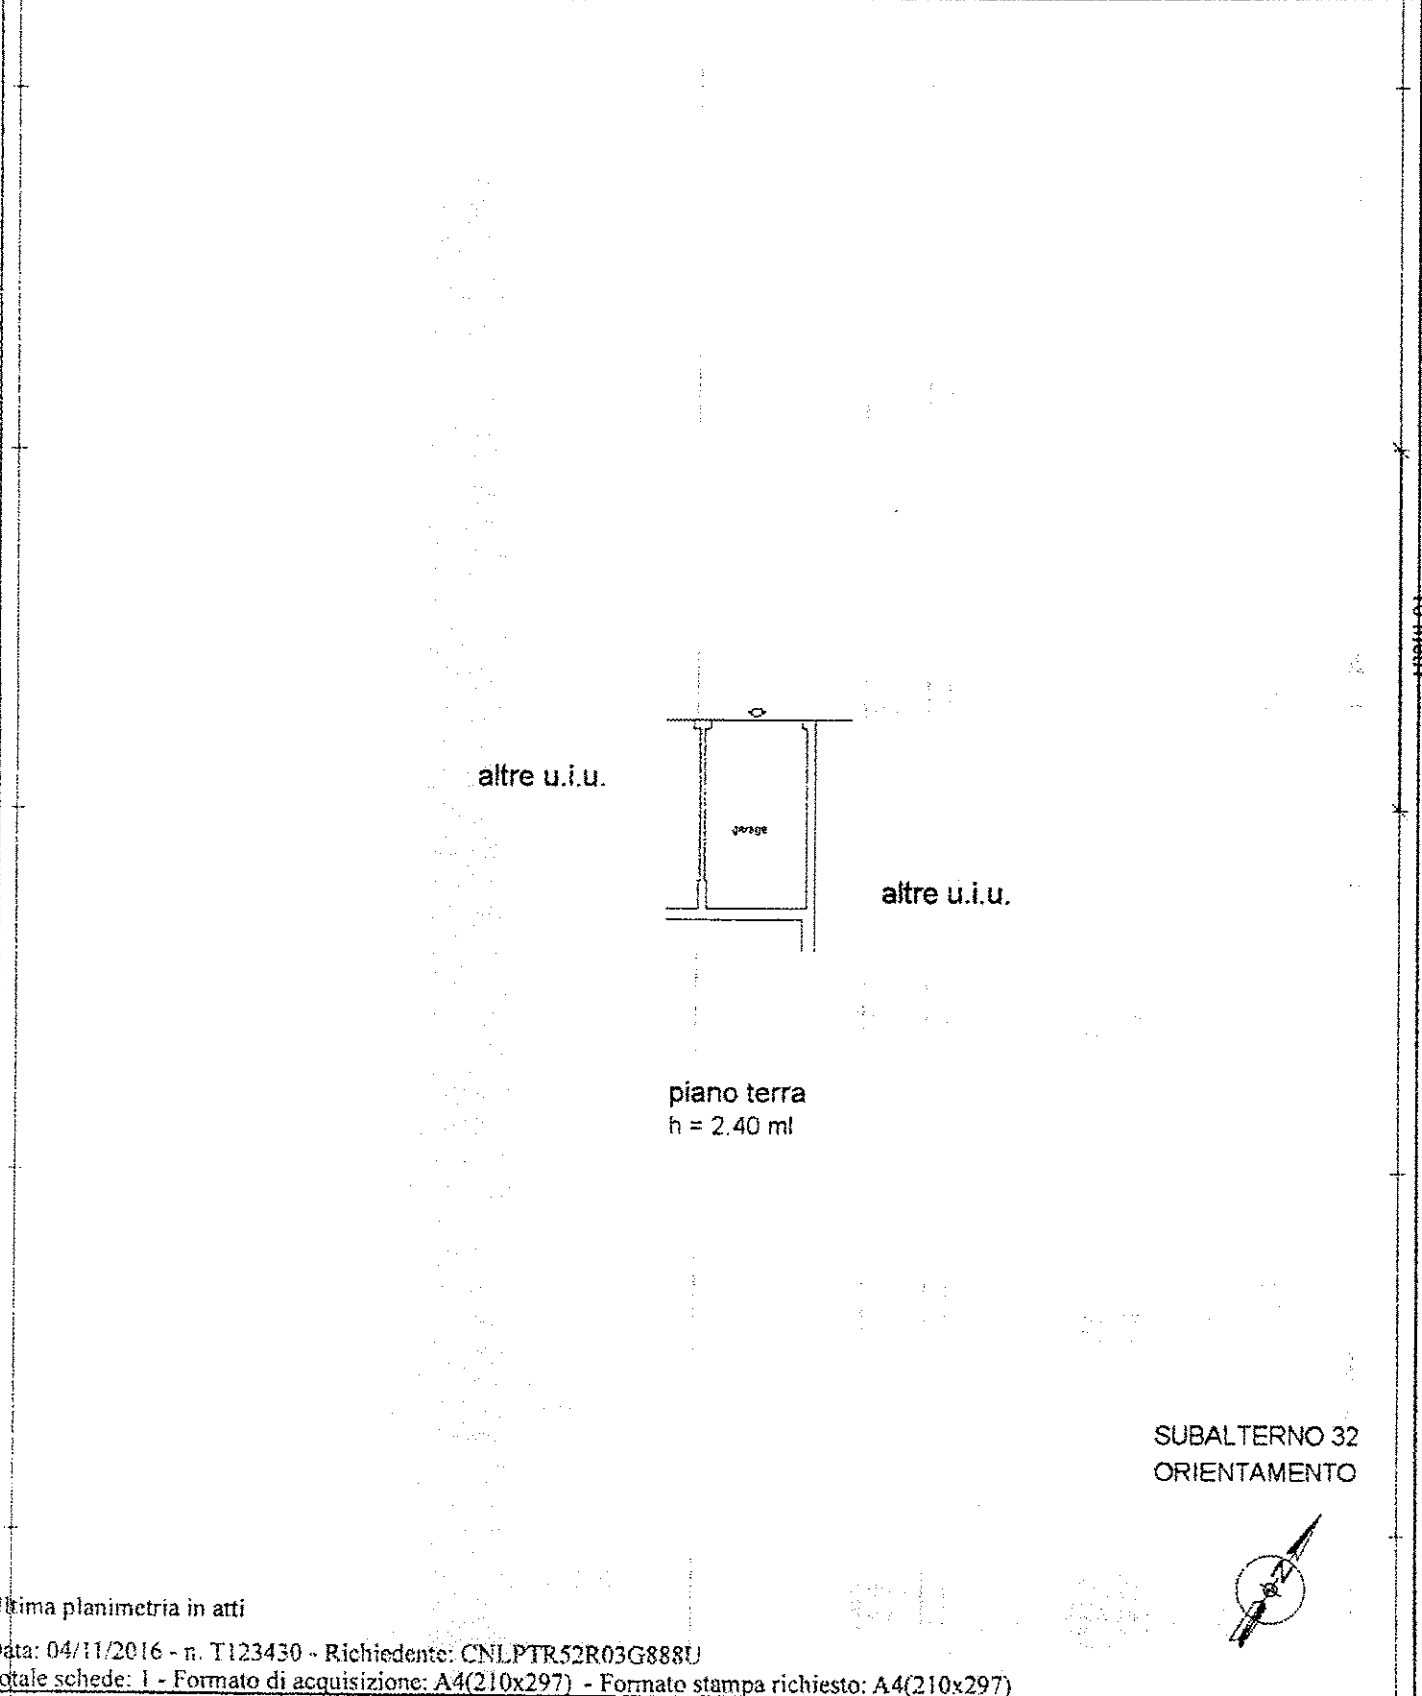 altre u.i.u.
garage
altre u.i.u.
piano terra
h = 2.40 ml
SUBALTERNO 32
ORIENTAMENTO
N
ltima planimetria in atti
ata: 04/11/2016 - n. T123430 - Richiedente: CNLPTR52R03G888U
otale schede: 1 - Formato di acquisizione: A4(210x297) - Formato stampa richiesto: A4(210x297)